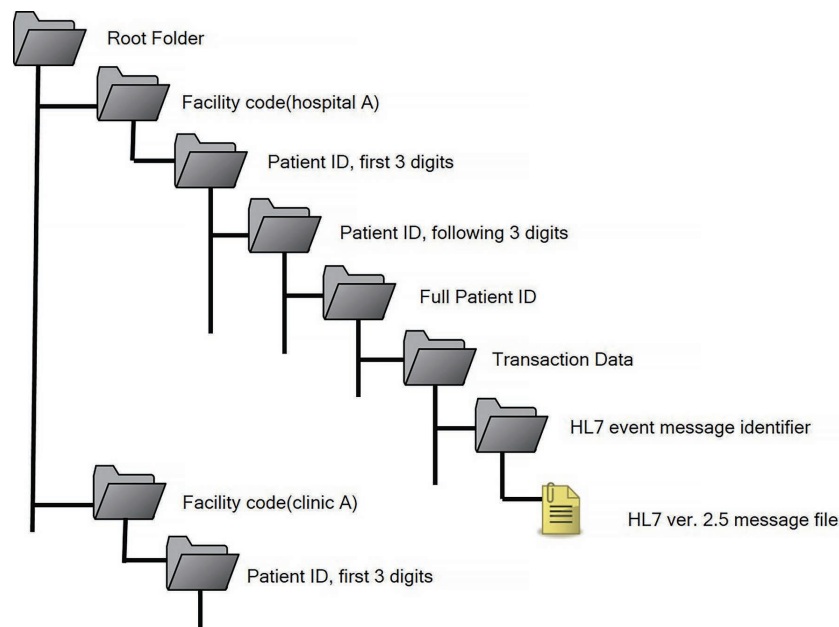 Root Folder
Facility code(hospital A)
Patient ID, first 3 digits
Patient ID, following 3 digits
Full Patient ID
Transaction Data
HL7 event message identifier
Facility code(clinic A)
HL7 ver. 2.5 message file
Patient ID, first 3 digits